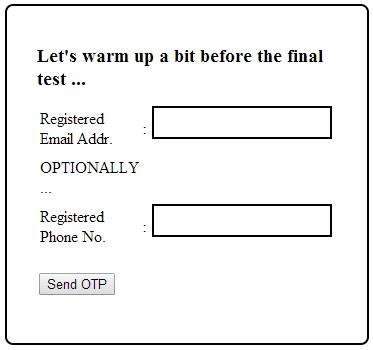 Let's warm up a bit before the final
test ...
Registered
Email Addr. :
OPTIONALLY
...
Registered
Phone No. :
Send OTP